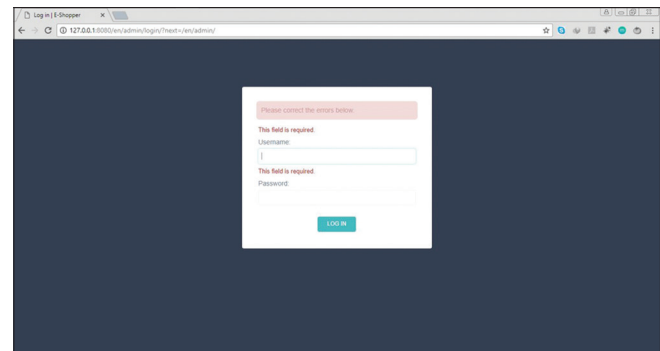 Log in | E-Shopper
127.0.0.1:8080/en/admin/login/?next=/en/admin/
Please correct the errors below.
This field is required.
Username:
This field is required.
Password:
LOG IN